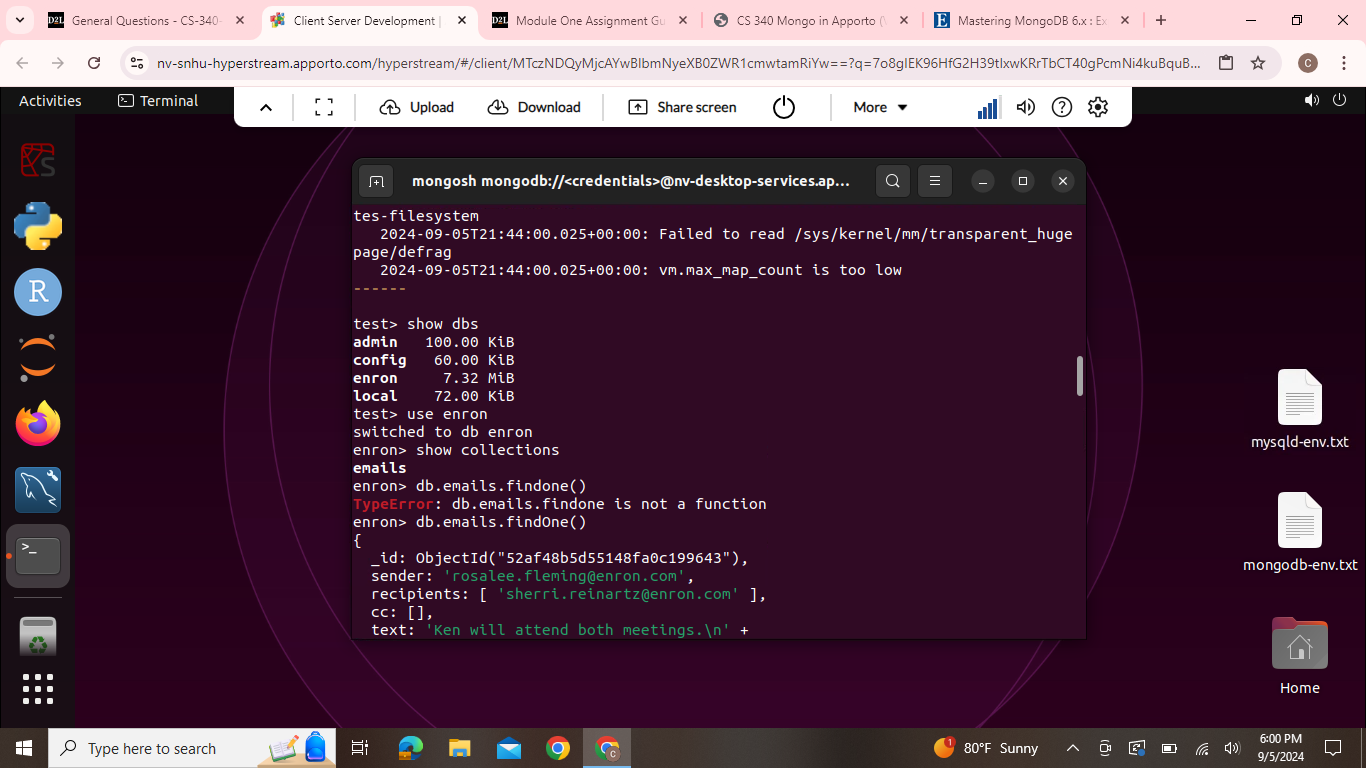 General Questions - CS-340-
Client Server Development |
Module One Assignment Gu
CS 340 Mongo in Apporto (
Mastering MongoDB 6.x : Ex
nv-snhu-hyperstream.apporto.com/hyperstream/#/client/
Activities
Terminal
Upload
Download
Share screen
More
mongosh mongodb://<credentials>@nv-desktop-services.ap...
tes-filesystem
2024-09-05T21:44:00.025+00:00: Failed to read /sys/kernel/mm/transparent_huge
page/defrag
2024-09-05T21:44:00.025+00:00: vm.max_map_count is too low
------
test> show dbs
admin 100.00 KiB
config 60.00 KiB
enron 7.32 MiB
local 72.00 KiB
test> use enron
switched to db enron
enron> show collections
emails
enron> db.emails.findone()
TypeError: db.emails.findone is not a function
enron> db.emails.findOne()
{
_id: ObjectId("52af48b5d55148fa0c199643"),
sender: 'rosalee.fleming@enron.com',
recipients: [ 'sherri.reinartz@enron.com' ],
cc: [],
text: 'Ken will attend both meetings.\n' +
mysqld-env.txt
mongodb-env.txt
Home
Type here to search
80°F Sunny
6:00 PM
9/5/2024